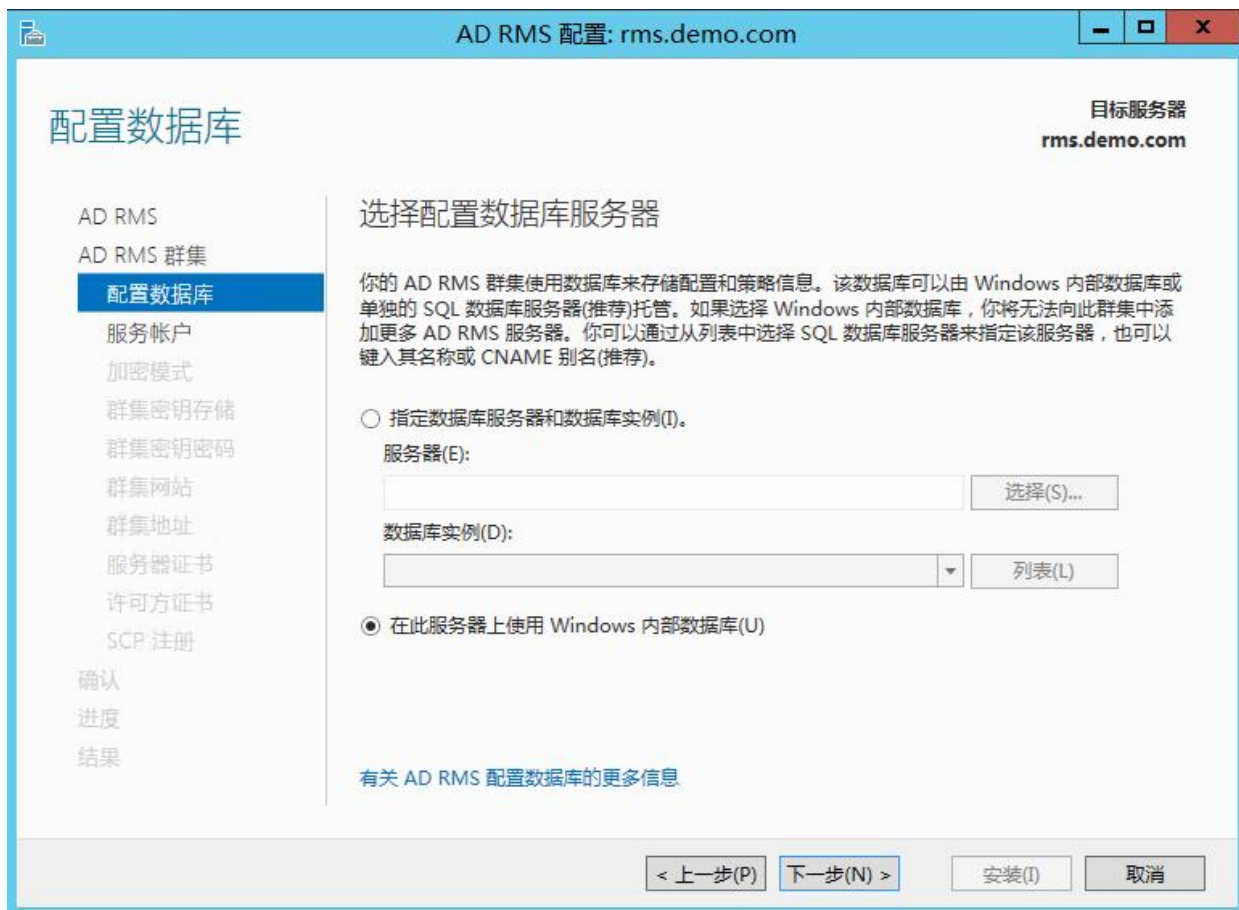 AD RMS 配置: rms.demo.com
配置数据库
目标服务器
rms.demo.com
AD RMS
AD RMS 群集
配置数据库
服务帐户
加密模式
群集密钥存储
群集密钥密码
群集网站
群集地址
服务器证书
许可方证书
SCP 注册
确认
进度
结果
选择配置数据库服务器
你的 AD RMS 群集使用数据库来存储配置和策略信息。该数据库可以由 Windows 内部数据库或
单独的 SQL 数据库服务器(推荐)托管。如果选择 Windows 内部数据库，你将无法向此群集中添
加更多 AD RMS 服务器。你可以通过从列表中选择 SQL 数据库服务器来指定该服务器，也可以
键入其名称或 CNAME 别名(推荐)。
指定数据库服务器和数据库实例(I)。
服务器(E):
选择(S)...
数据库实例(D):
列表(L)
在此服务器上使用 Windows 内部数据库(U)
有关 AD RMS 配置数据库的更多信息
< 上一步(P)
下一步(N) >
安装(I)
取消